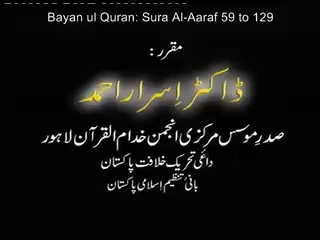 Bayan ul Quran: Sura Al-Aaraf 59 to 129
مقرر:
ڈاکٹر اسرار احمد
صدر موسس مرکزی انجمن خدام القرآن لاہور
داعی تحریک خلافت پاکستان
بانی تنظیم اسلامی پاکستان